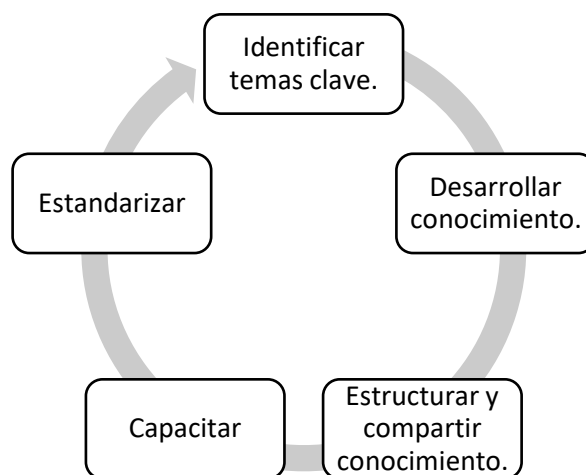 Identificar
temas clave.
Desarrollar
conocimiento.
Estructurar y
compartir
conocimiento.
Capacitar
Estandarizar